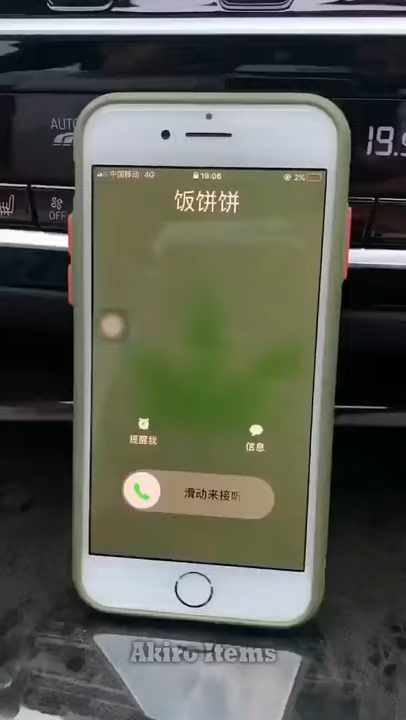 AUTO
19.5
OFF
中国移动 4G
19:06
2%
饭饼饼
提醒我
信息
滑动来接听
Akiro Items